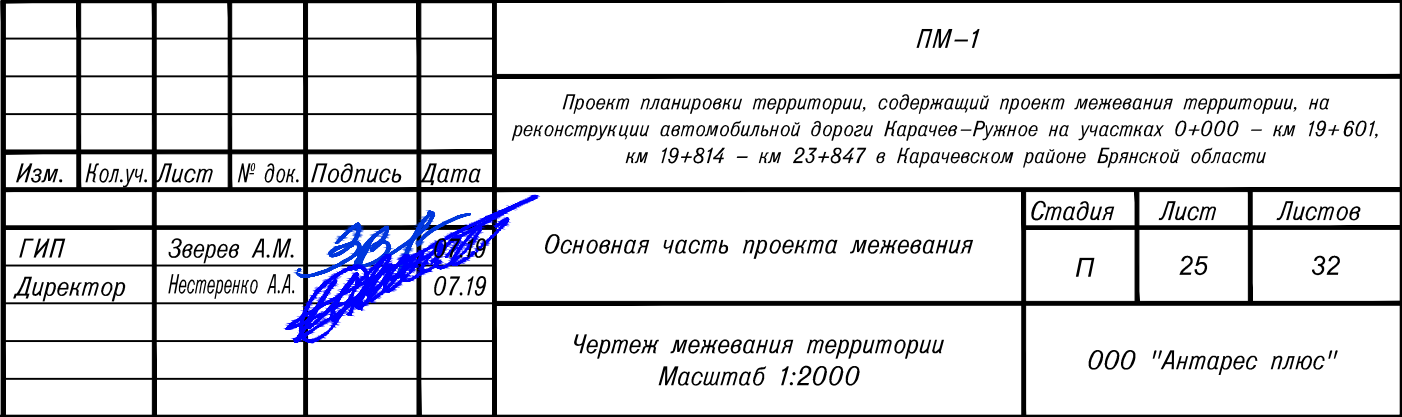 ПМ-1
Проект планировки территории, содержащий проект межевания территории, на
реконструкции автомобильной дороги Карачев-Ружное на участках 0+000 - км 19+601,
км 19+814 - км 23+847 в Карачевском районе Брянской области
Изм. Кол.уч. Лист № док. Подпись Дата
Стадия Лист Листов
ГИП Зверев А.М. 07.19
Основная часть проекта межевания
П 25 32
Директор Нестеренко А.А. 07.19
Чертеж межевания территории
Масштаб 1:2000
ООО "Антарес плюс"